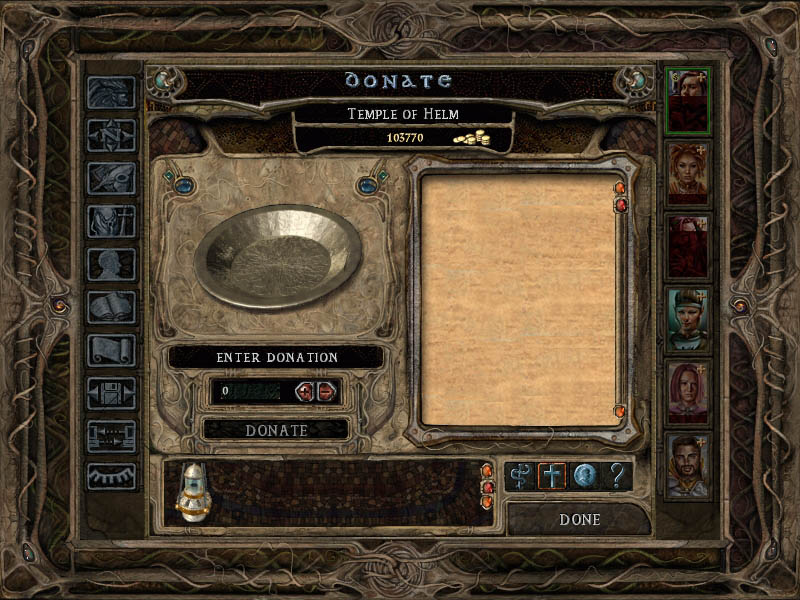 DONATE
TEMPLE OF HELM
103770
ENTER DONATION
0
DONATE
?
DONE